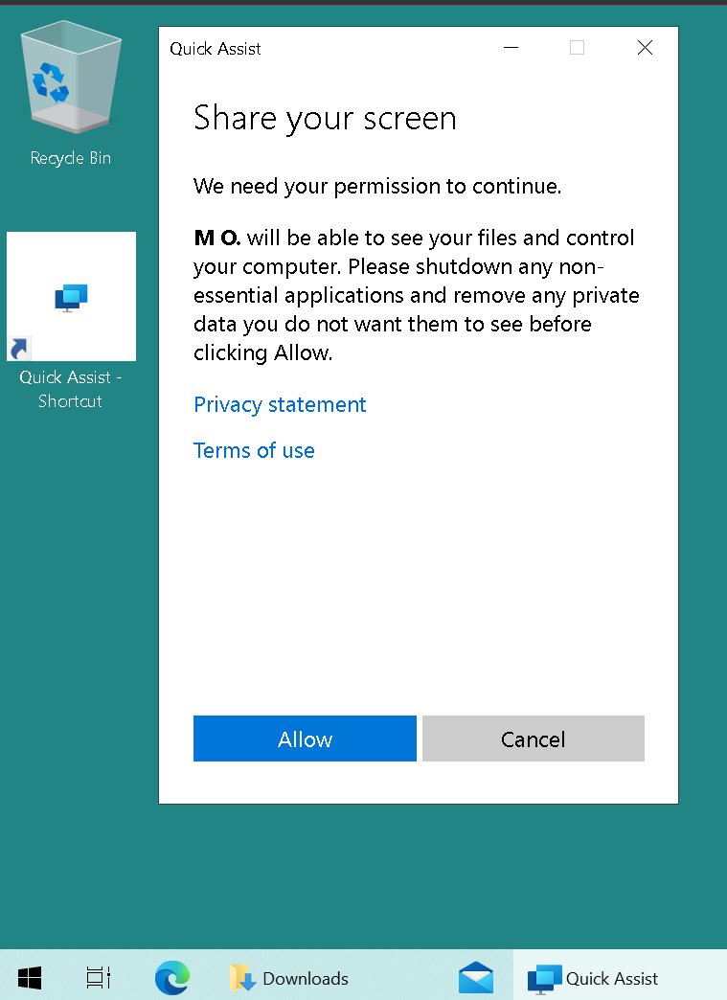 Quick Assist
Recycle Bin
Share your screen
We need your permission to continue.
M O. will be able to see your files and control
your computer. Please shutdown any non-
essential applications and remove any private
data you do not want them to see before
clicking Allow.
Quick Assist -
Shortcut
Privacy statement
Terms of use
Allow
Cancel
Downloads
Quick Assist